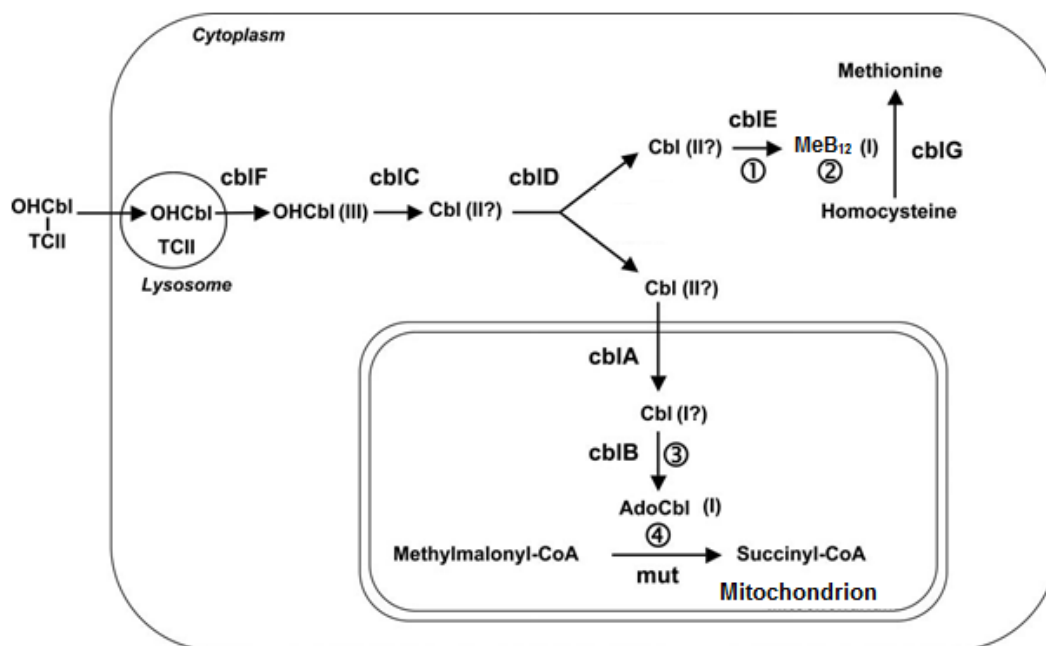 Cytoplasm
Methionine
cblE
Cbl (II?)
MeB₁₂ (I)
①
②
cblG
cblF
cblC
cblD
OHCbl
TCII
OHCbl
TCII
OHCbl (III)
Cbl (II?)
Homocysteine
Lysosome
Cbl (II?)
cblA
Cbl (I?)
cblB
③
AdoCbl (I)
④
Methylmalonyl-CoA
Succinyl-CoA
mut
Mitochondrion